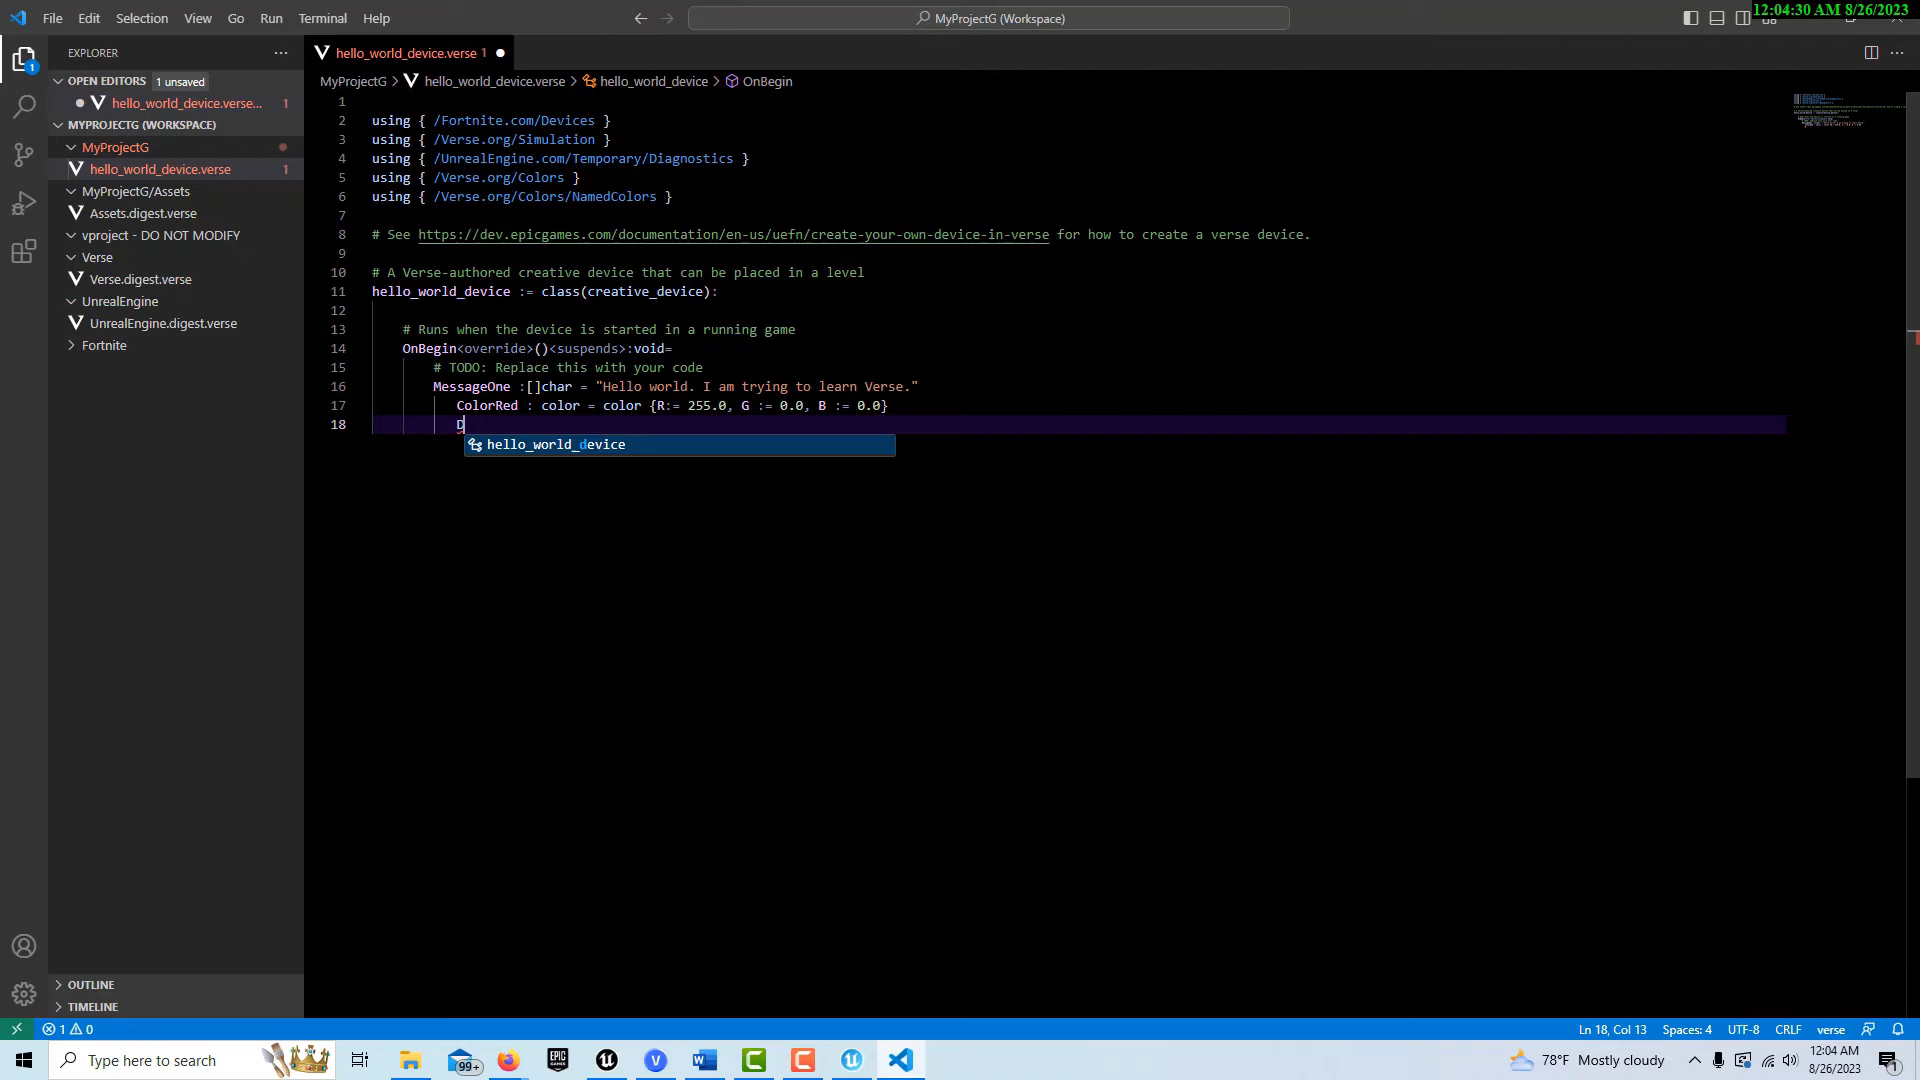 File Edit Selection View Go Run Terminal Help
MyProjectG (Workspace)
12:04:30 AM 8/26/2023
EXPLORER
hello_world_device.verse 1
OPEN EDITORS 1 unsaved
hello_world_device.verse... 1
MYPROJECTG (WORKSPACE)
MyProjectG
hello_world_device.verse 1
MyProjectG/Assets
Assets.digest.verse
vproject - DO NOT MODIFY
Verse
Verse.digest.verse
UnrealEngine
UnrealEngine.digest.verse
Fortnite
OUTLINE
TIMELINE
MyProjectG > hello_world_device.verse > hello_world_device > OnBegin
1
2 using { /Fortnite.com/Devices }
3 using { /Verse.org/Simulation }
4 using { /UnrealEngine.com/Temporary/Diagnostics }
5 using { /Verse.org/Colors }
6 using { /Verse.org/Colors/NamedColors }
7
8 # See https://dev.epicgames.com/documentation/en-us/uefn/create-your-own-device-in-verse for how to create a verse device.
9
10 # A Verse-authored creative device that can be placed in a level
11 hello_world_device := class(creative_device):
12
13 # Runs when the device is started in a running game
14 OnBegin<override>()<suspends>:void=
15 # TODO: Replace this with your code
16 MessageOne :[]char = "Hello world. I am trying to learn Verse."
17 ColorRed : color = color {R:= 255.0, G := 0.0, B := 0.0}
18 D
hello_world_device
1 0
Ln 18, Col 13 Spaces: 4 UTF-8 CRLF verse
Type here to search
99+
EPIC GAMES
78°F Mostly cloudy
12:04 AM
8/26/2023
1